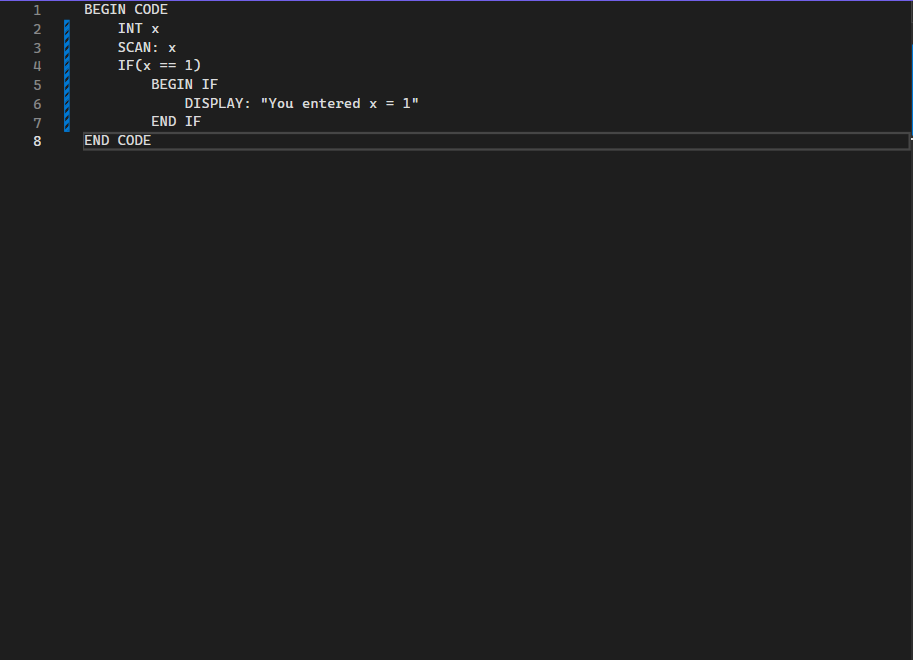 1 BEGIN CODE
2     INT x
3     SCAN: x
4     IF(x == 1)
5         BEGIN IF
6             DISPLAY: "You entered x = 1"
7         END IF
8 END CODE